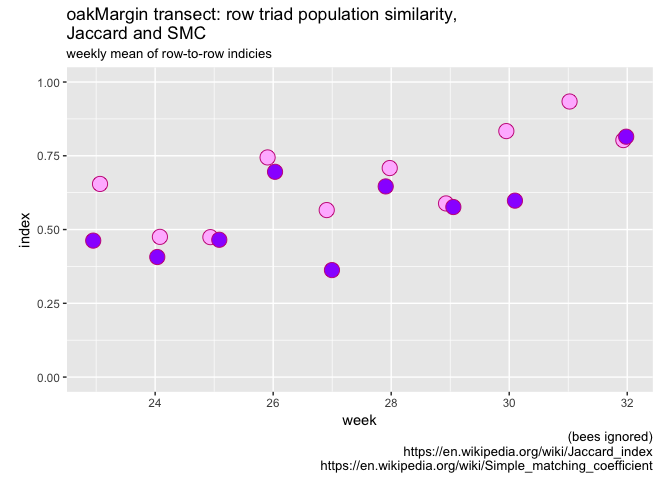 oakMargin transect: row triad population similarity,
Jaccard and SMC
weekly mean of row-to-row indicies
1.00
0.75
0.50
0.25
0.00
index
24 26 28 30 32
week
(bees ignored)
https://en.wikipedia.org/wiki/Jaccard_index
https://en.wikipedia.org/wiki/Simple_matching_coefficient